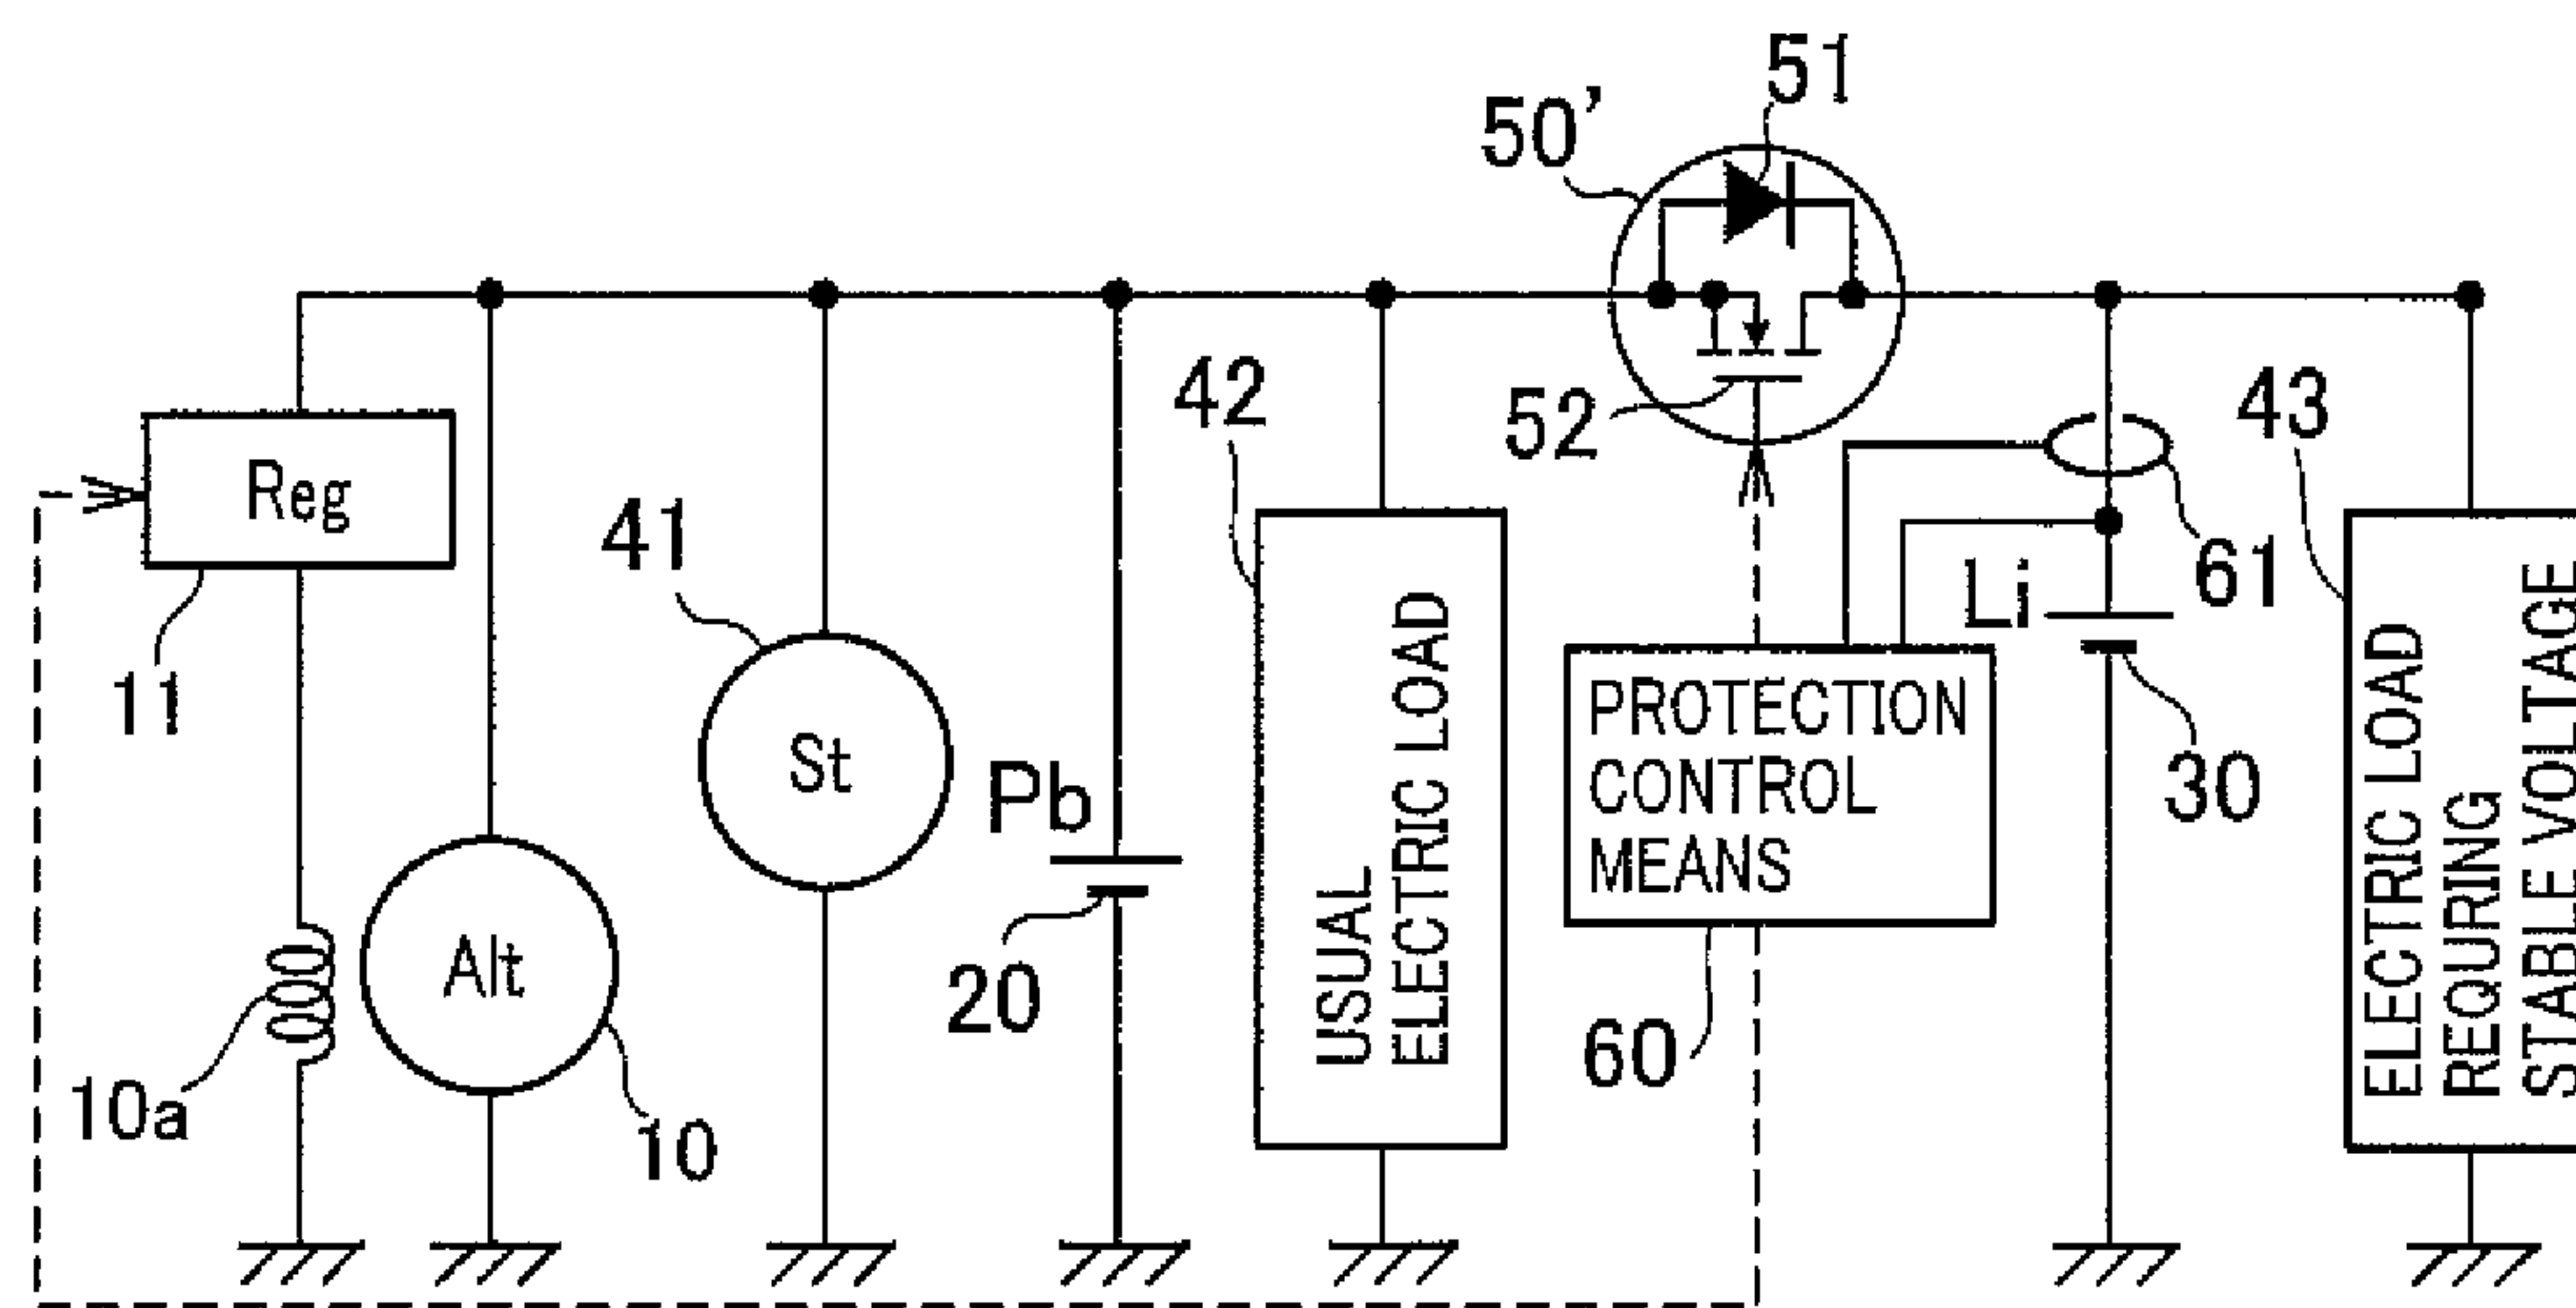 51
50’
42
43
52
Reg
41
61
Li
11
PROTECTION
CONTROL
MEANS
St
Pb
30
USUAL
ELECTRIC LOAD
ELECTRIC LOAD
REQURING
STABLE VOLTAGE
Alt
20
60
10a
10